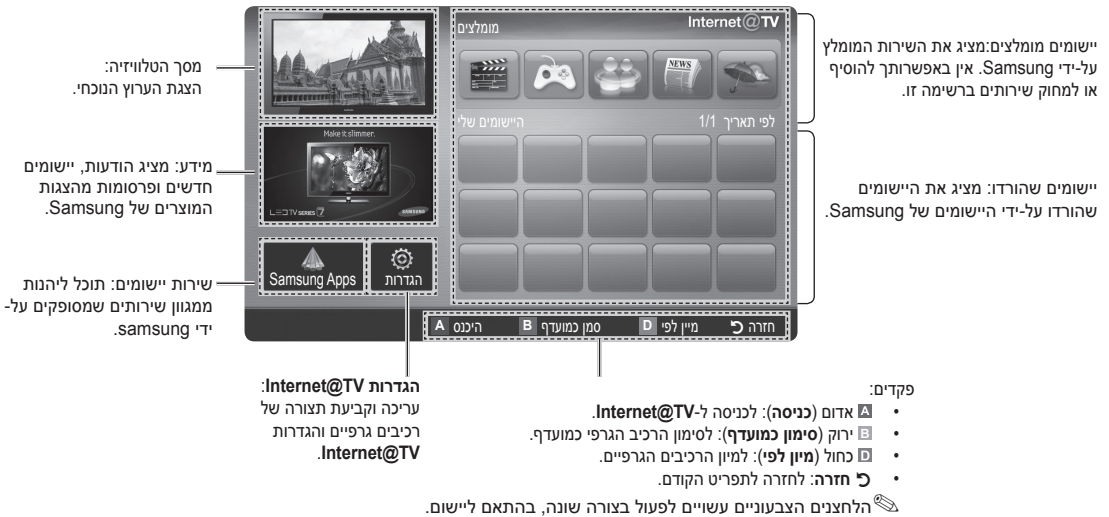 מסך הטלוויזיה:
הצגת הערוץ הנוכחי.
מידע: מציג הודעות, יישומים
חדשים ופרסומות מהצגות
המוצרים של Samsung.
שירות יישומים: תוכל ליהנות
ממגוון שירותים שמסופקים על-
ידי samsung.
Make it slimmer.
LED TV SERIES 7
SAMSUNG
Samsung Apps
הגדרות
מומלצים
Internet@TV
NEWS
היישומים שלי
לפי תאריך 1/1
A היכנס
B סמן כמועדף
D מיין לפי
חזרה
יישומים מומלצים:מציג את השירות המומלץ
על-ידי Samsung. אין באפשרותך להוסיף
או למחוק שירותים ברשימה זו.
יישומים שהורדו: מציג את היישומים
שהורדו על-ידי היישומים של Samsung.
הגדרות Internet@TV:
עריכה וקביעת תצורה של
רכיבים גרפיים והגדרות
Internet@TV.
פקדים:
• A אדום (כניסה): לכניסה ל-Internet@TV.
• B ירוק (סימון כמועדף): לסימון הרכיב הגרפי כמועדף.
• D כחול (מיון לפי): למיון הרכיבים הגרפיים.
• חזרה: לחזרה לתפריט הקודם.
הלחצנים הצבעוניים עשויים לפעול בצורה שונה, בהתאם ליישום.